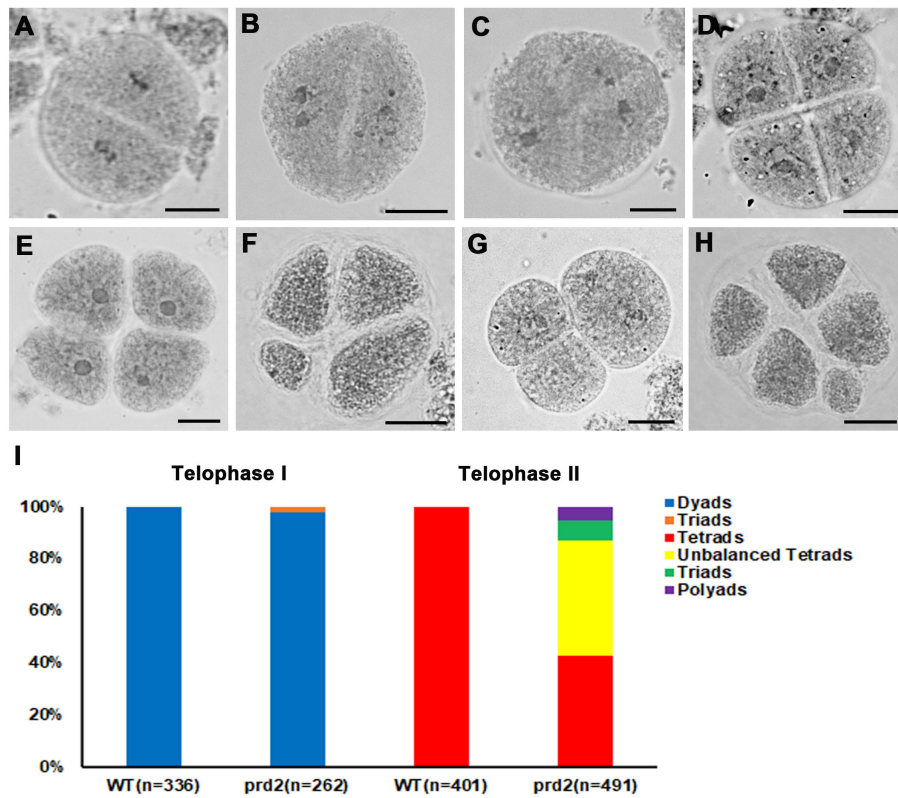 A
B
C
D
E
F
G
H
I
Telophase I
Telophase II
100%
80%
60%
40%
20%
0%
WT(n=336)
prd2(n=262)
WT(n=401)
prd2(n=491)
Dyads
Triads
Tetrads
Unbalanced Tetrads
Triads
Polyads